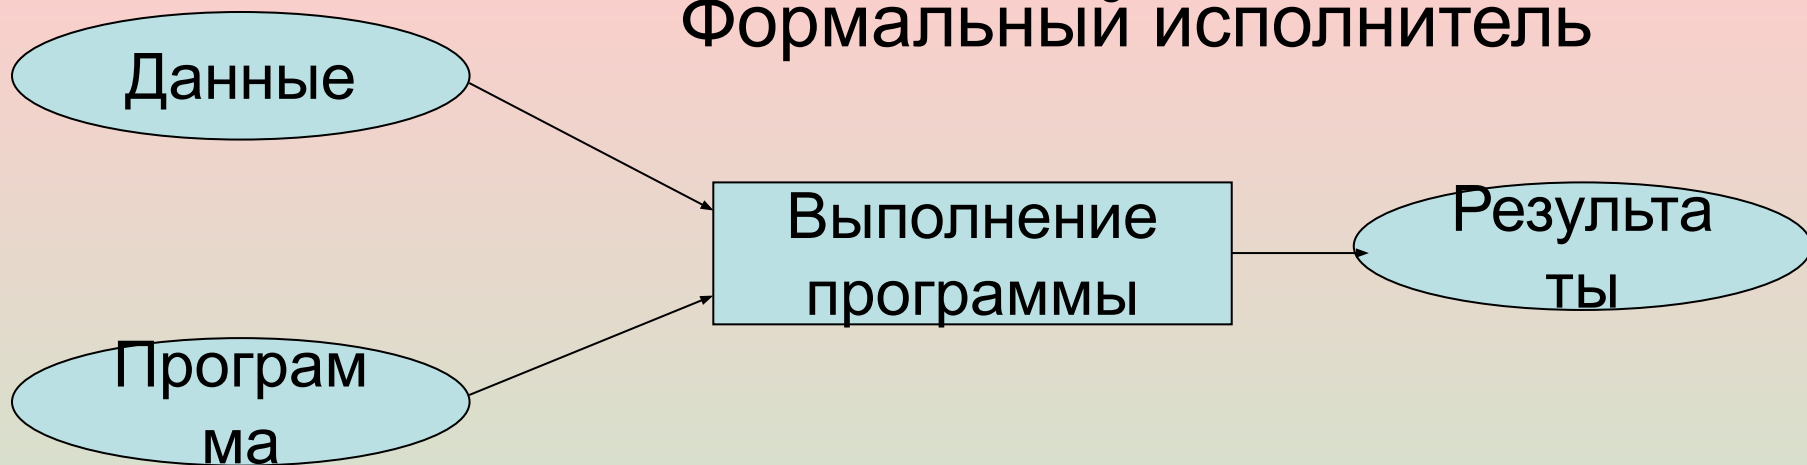 Формальный исполнитель
Данные
Выполнение
программы
Результа
ты
Програм
ма